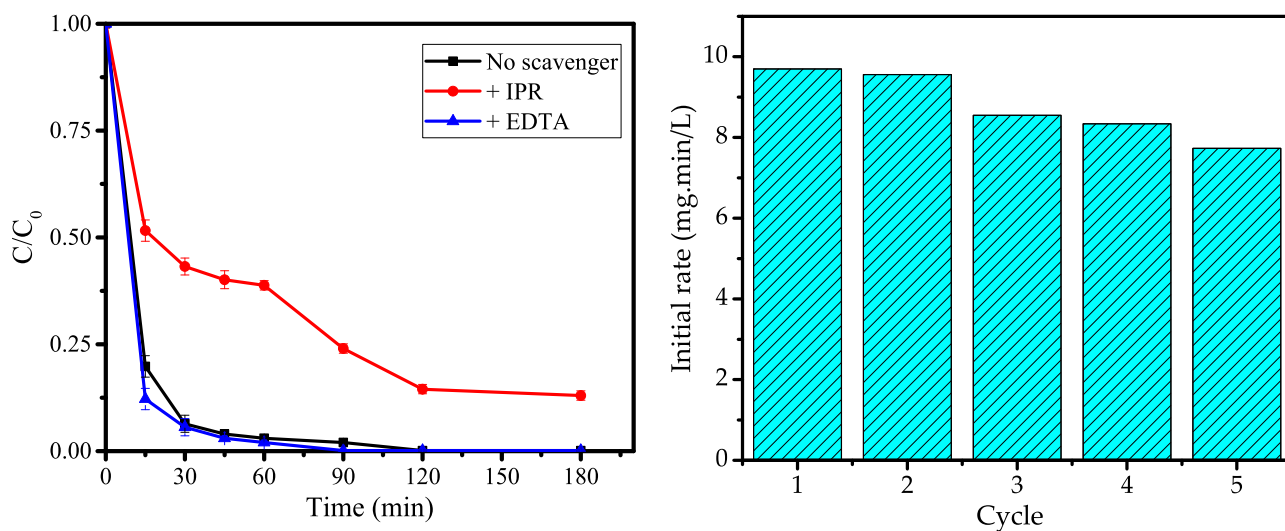 1.00
0.75
0.50
0.25
0.00
C/C0
0 30 60 90 120 150 180
Time (min)
No scavenger
+ IPR
+ EDTA
10
8
6
4
2
0
Initial rate (mg.min/L)
1 2 3 4 5
Cycle